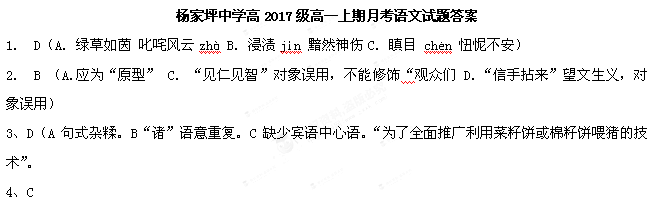 杨家坪中学高 2017 级高一上期月考语文试题答案
1. D（A. 绿草如茵 叱咤风云 zhà B. 浸渍 jìn 黯然神伤 C. 瞋目 chēn 忸怩不安）
2. B （A.应为“原型” C. “见仁见智”对象误用，不能修饰“观众们 D.“信手拈来”望文生义，对
象误用）
3、D（A 句式杂糅。B“诸”语意重复。C 缺少宾语中心语。“为了全面推广利用菜籽饼或棉籽饼喂猪的技
术”。
4、C